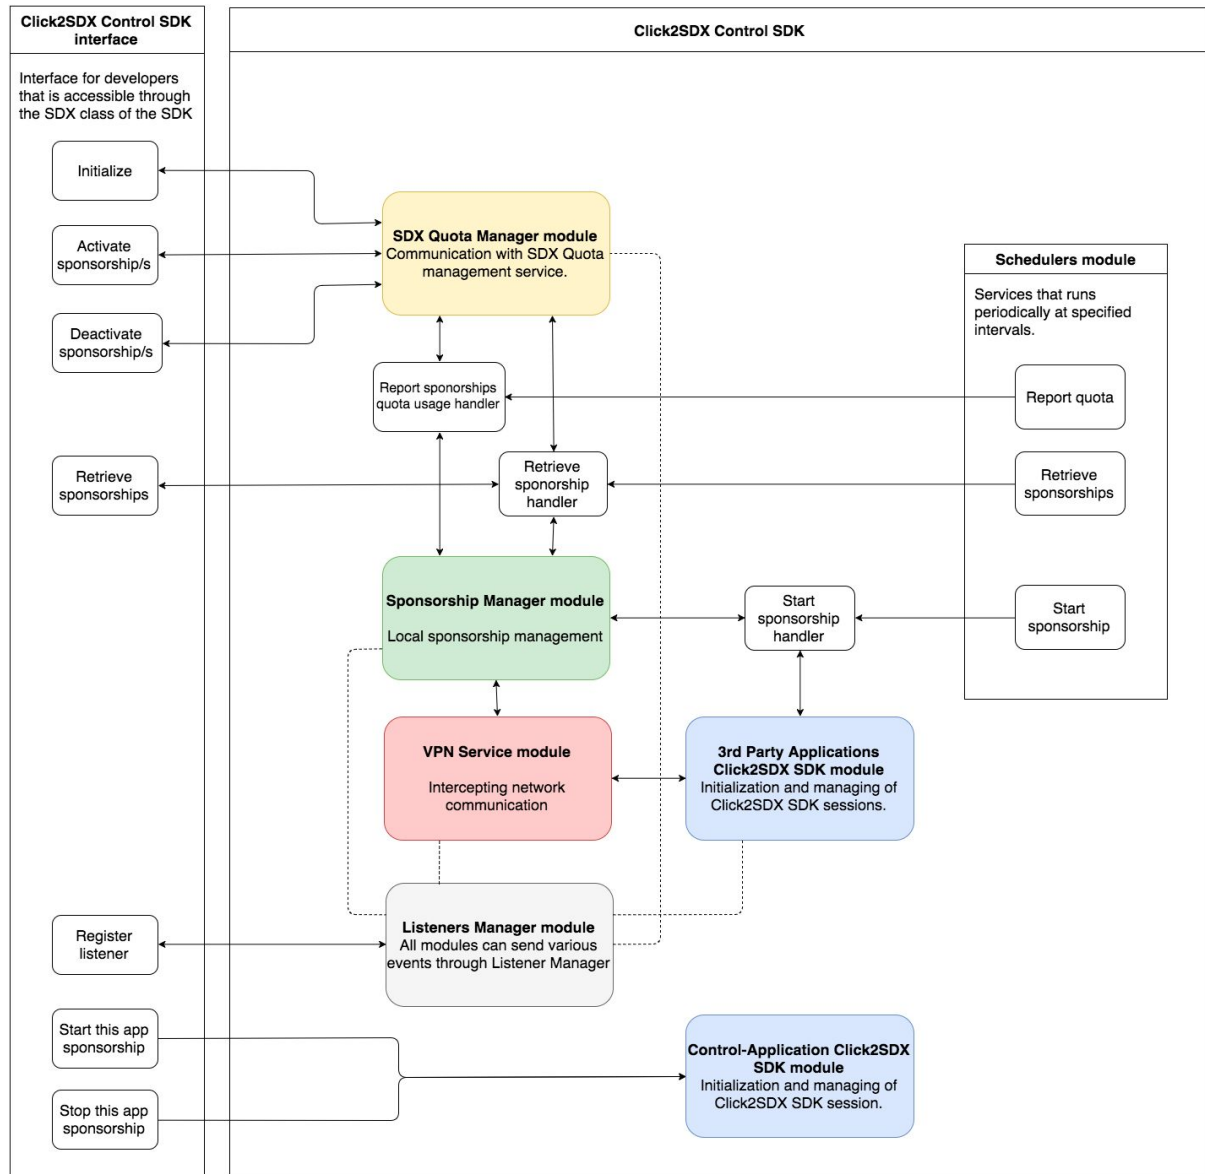 Click2SDX Control SDK
interface
Click2SDX Control SDK
Interface for developers
that is accessible through
the SDX class of the SDK
Initialize
Activate
sponsorship/s
Deactivate
sponsorship/s
Retrieve
sponsorships
Register
listener
Start this app
sponsorship
Stop this app
sponsorship
SDX Quota Manager module
Communication with SDX Quota
management service.
Report sponorships
quota usage handler
Retrieve
sponorship
handler
Sponsorship Manager module
Local sponsorship management
Start
sponsorship
handler
VPN Service module
Intercepting network
communication
3rd Party Applications
Click2SDX SDK module
Initialization and managing of
Click2SDX SDK sessions.
Listeners Manager module
All modules can send various
events through Listener Manager
Control-Application Click2SDX
SDK module
Initialization and managing of
Click2SDX SDK session.
Schedulers module
Services that runs
periodically at specified
intervals.
Report quota
Retrieve
sponsorships
Start
sponsorship